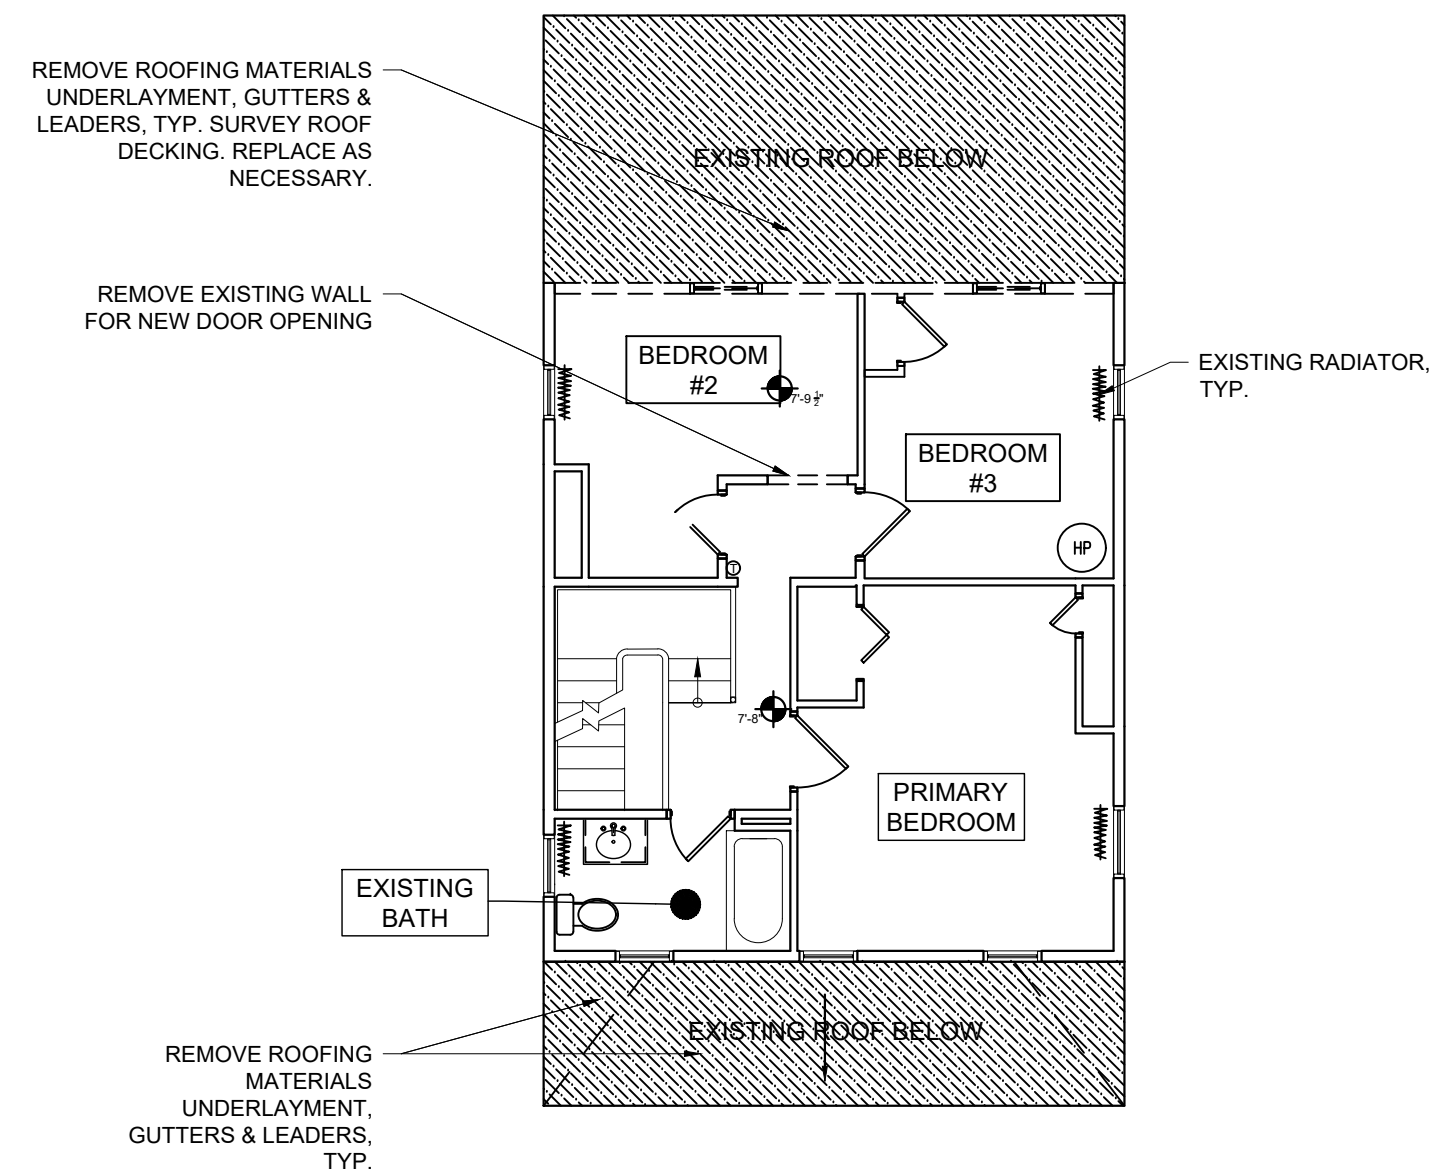 REMOVE ROOFING MATERIALS
UNDERLAYMENT, GUTTERS &
LEADERS, TYP. SURVEY ROOF
DECKING. REPLACE AS
NECESSARY.
EXISTING ROOF BELOW
REMOVE EXISTING WALL
FOR NEW DOOR OPENING
BEDROOM
#2
7'-9 1/2"
EXISTING RADIATOR,
TYP.
BEDROOM
#3
HP
T
7'-8"
PRIMARY
BEDROOM
EXISTING
BATH
EXISTING ROOF BELOW
REMOVE ROOFING
MATERIALS
UNDERLAYMENT,
GUTTERS & LEADERS,
TYP.